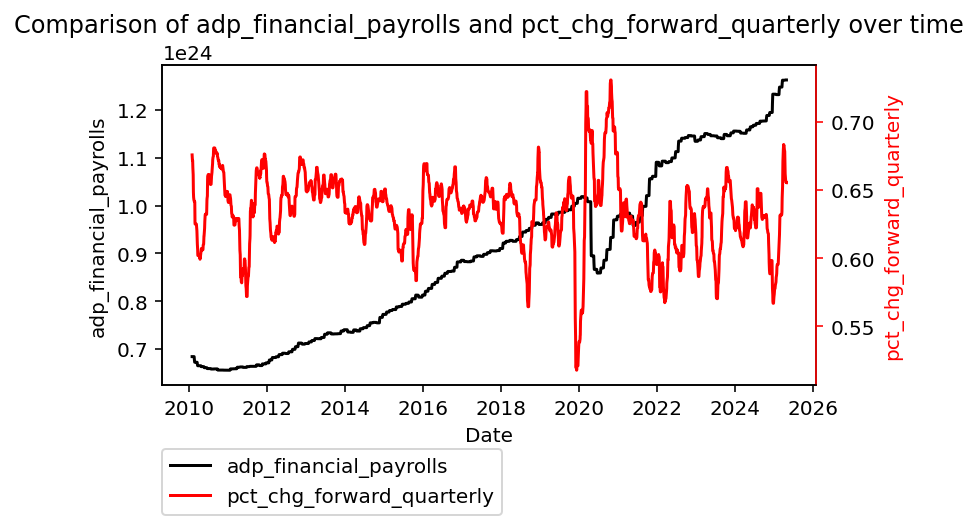 Comparison of adp_financial_payrolls and pct_chg_forward_quarterly over time
1e24
adp_financial_payrolls
1.2
1.1
1.0
0.9
0.8
0.7
0.70
0.65
0.60
0.55
pct_chg_forward_quarterly
2010 2012 2014 2016 2018 2020 2022 2024 2026
Date
adp_financial_payrolls
pct_chg_forward_quarterly